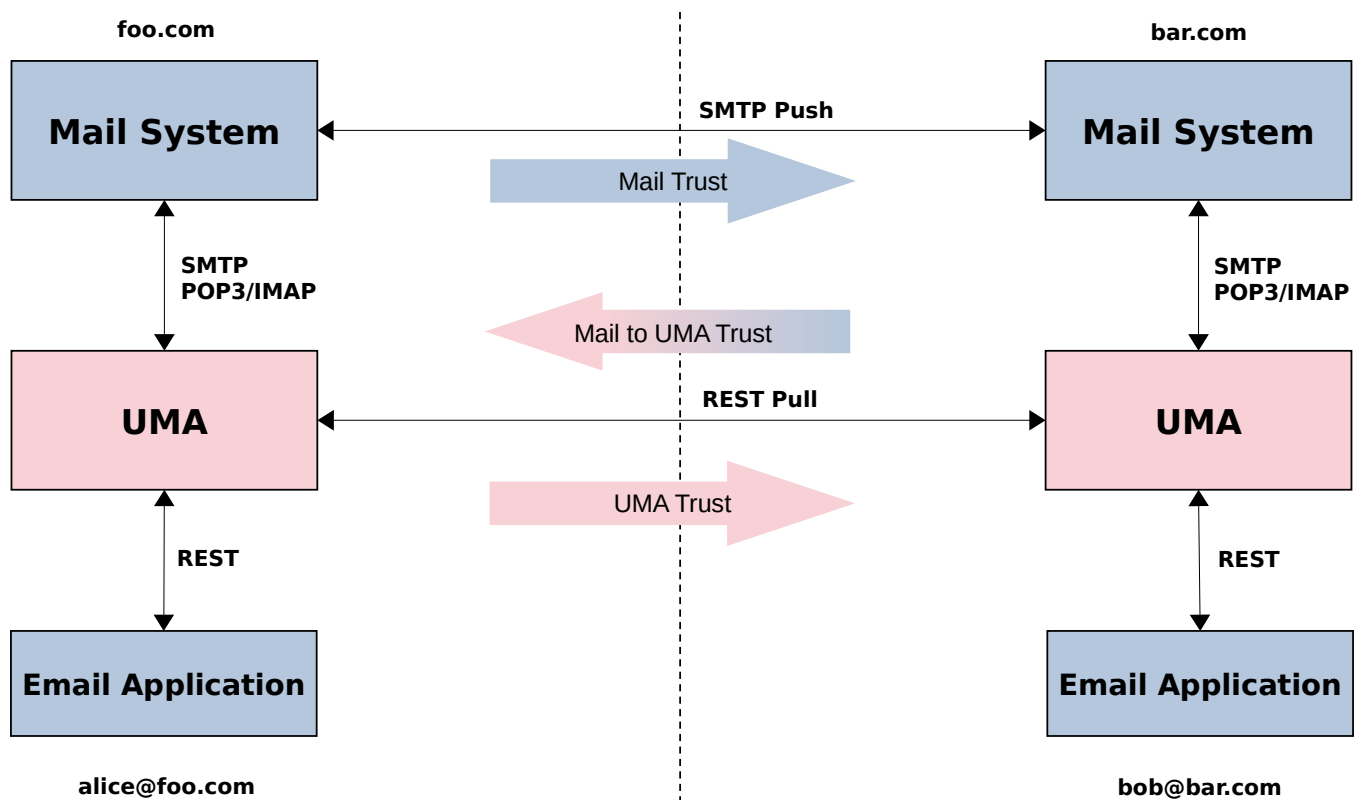 foo.com
bar.com
Mail System
SMTP Push
Mail System
Mail Trust
SMTP
POP3/IMAP
SMTP
POP3/IMAP
Mail to UMA Trust
UMA
REST Pull
UMA
UMA Trust
REST
REST
Email Application
Email Application
alice@foo.com
bob@bar.com